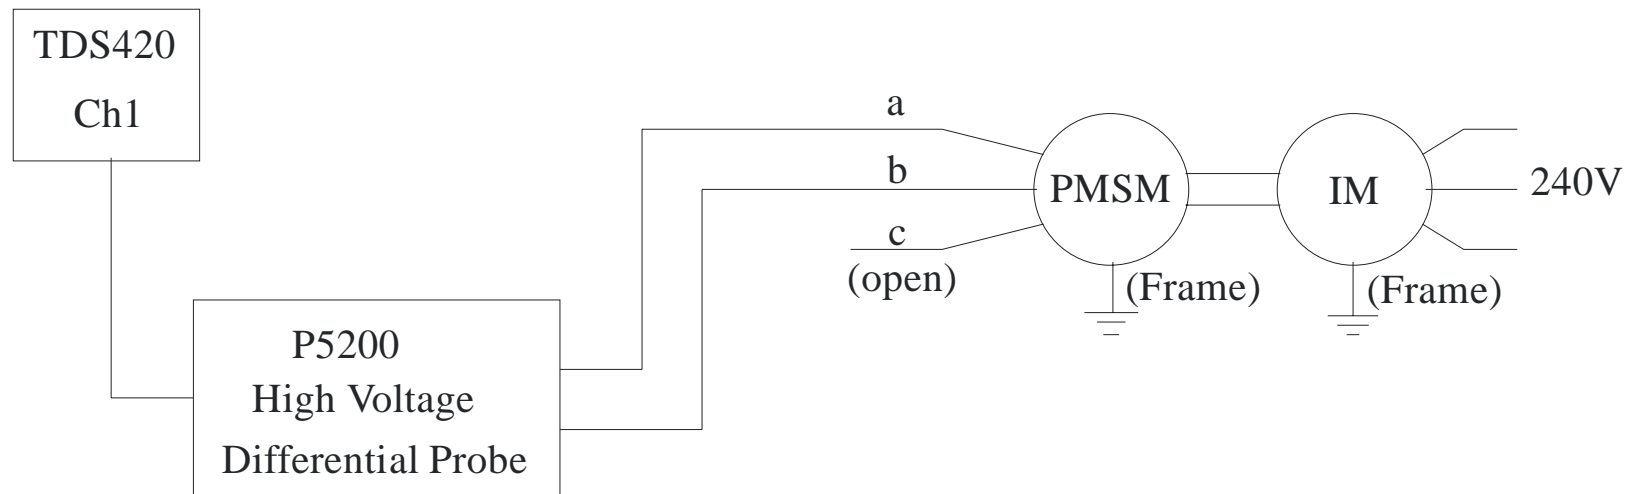 TDS420
Ch1
a
b
c
(open)
PMSM
(Frame)
IM
(Frame)
240V
P5200
High Voltage
Differential Probe